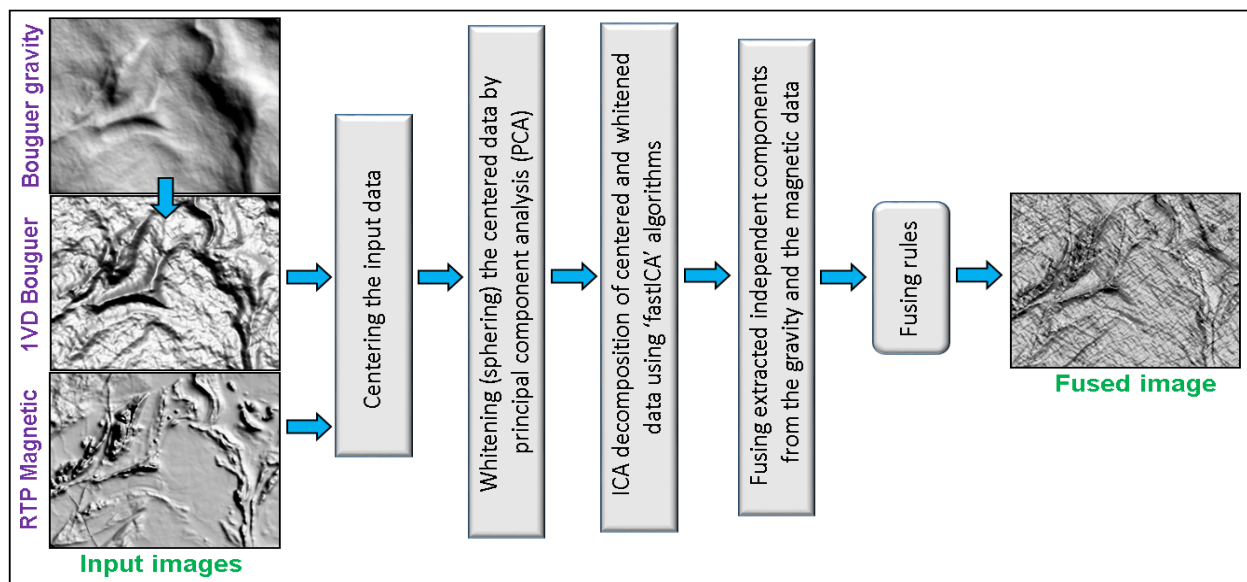 Bouguer gravity
1VD Bouguer
RTP Magnetic
Input images
Centering the input data
Whitening (sphering) the centered data by
principal component analysis (PCA)
ICA decomposition of centered and whitened
data using ‘fastICA’ algorithms
Fusing extracted independent components
from the gravity and the magnetic data
Fusing rules
Fused image